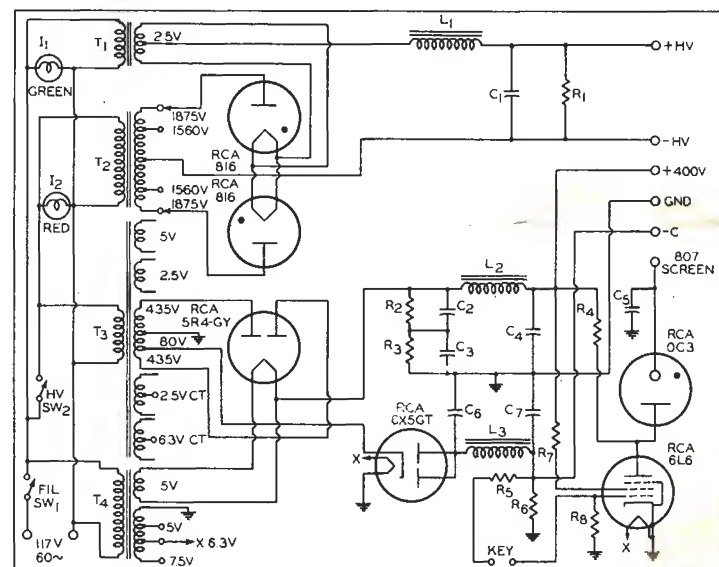 I1
GREEN
T1
2.5V
L1
+HV
C1
R1
-HV
+400V
GND
-C
807
SCREEN
T2
1875V
1560V
RCA
816
RCA
816
1560V
1875V
I2
RED
5V
2.5V
T3
435V
80V
435V
RCA
5R4-GY
2.5V CT
6.3V CT
HV
SW2
FIL
SW1
117V
60~
T4
5V
5V
X 6.3V
7.5V
L2
R2
C2
R3
C3
C4
R4
C5
RCA
OC3
RCA
6X5GT
X
C6
C7
L3
R5
R6
R7
KEY
R8
RCA
6L6
X